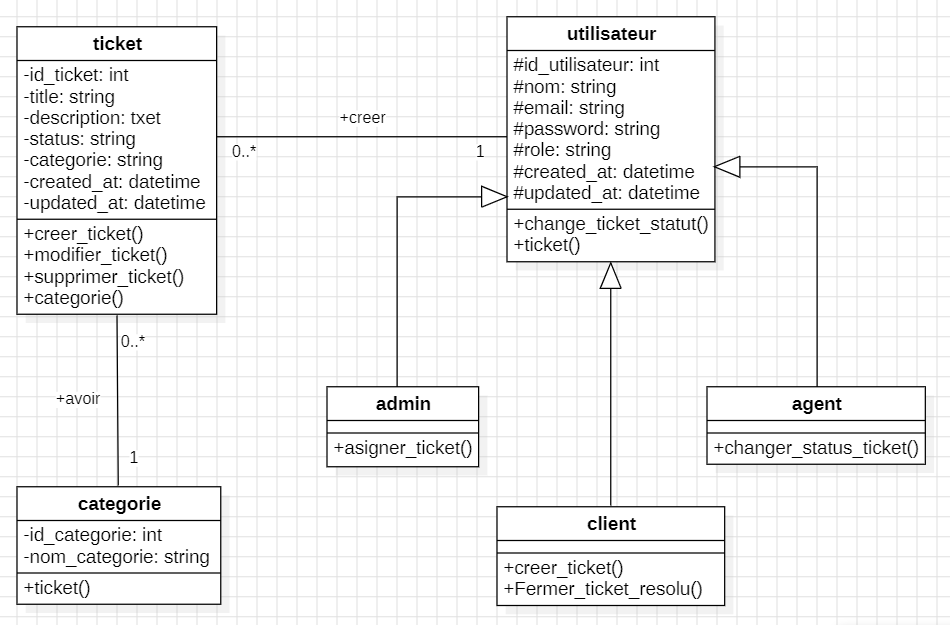 ticket
-id_ticket: int
-title: string
-description: txet
-status: string
-categorie: string
-created_at: datetime
-updated_at: datetime
+creer_ticket()
+modifier_ticket()
+supprimer_ticket()
+categorie()
+creer
0..*
1
utilisateur
#id_utilisateur: int
#nom: string
#email: string
#password: string
#role: string
#created_at: datetime
#updated_at: datetime
+change_ticket_statut()
+ticket()
0..*
+avoir
1
admin
+asigner_ticket()
agent
+changer_status_ticket()
categorie
-id_categorie: int
-nom_categorie: string
+ticket()
client
+creer_ticket()
+Fermer_ticket_resolu()